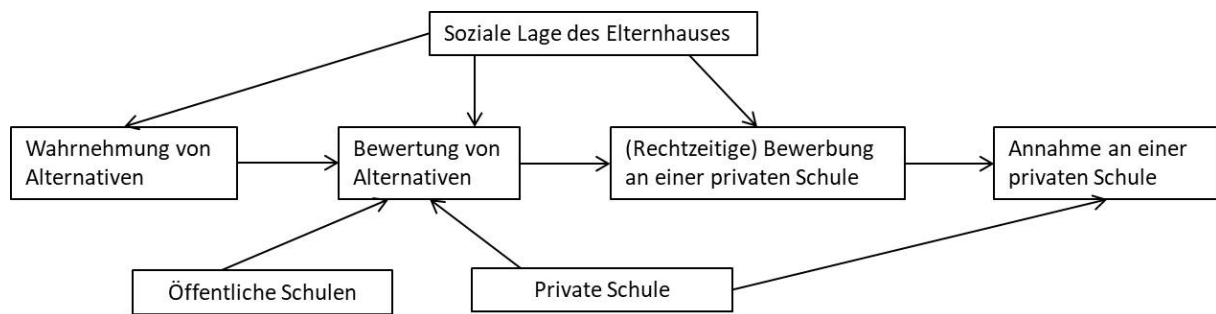 Soziale Lage des Elternhauses
Wahrnehmung von
Alternativen
Bewertung von
Alternativen
(Rechtzeitige) Bewerbung
an einer privaten Schule
Annahme an einer
privaten Schule
Öffentliche Schulen
Private Schule